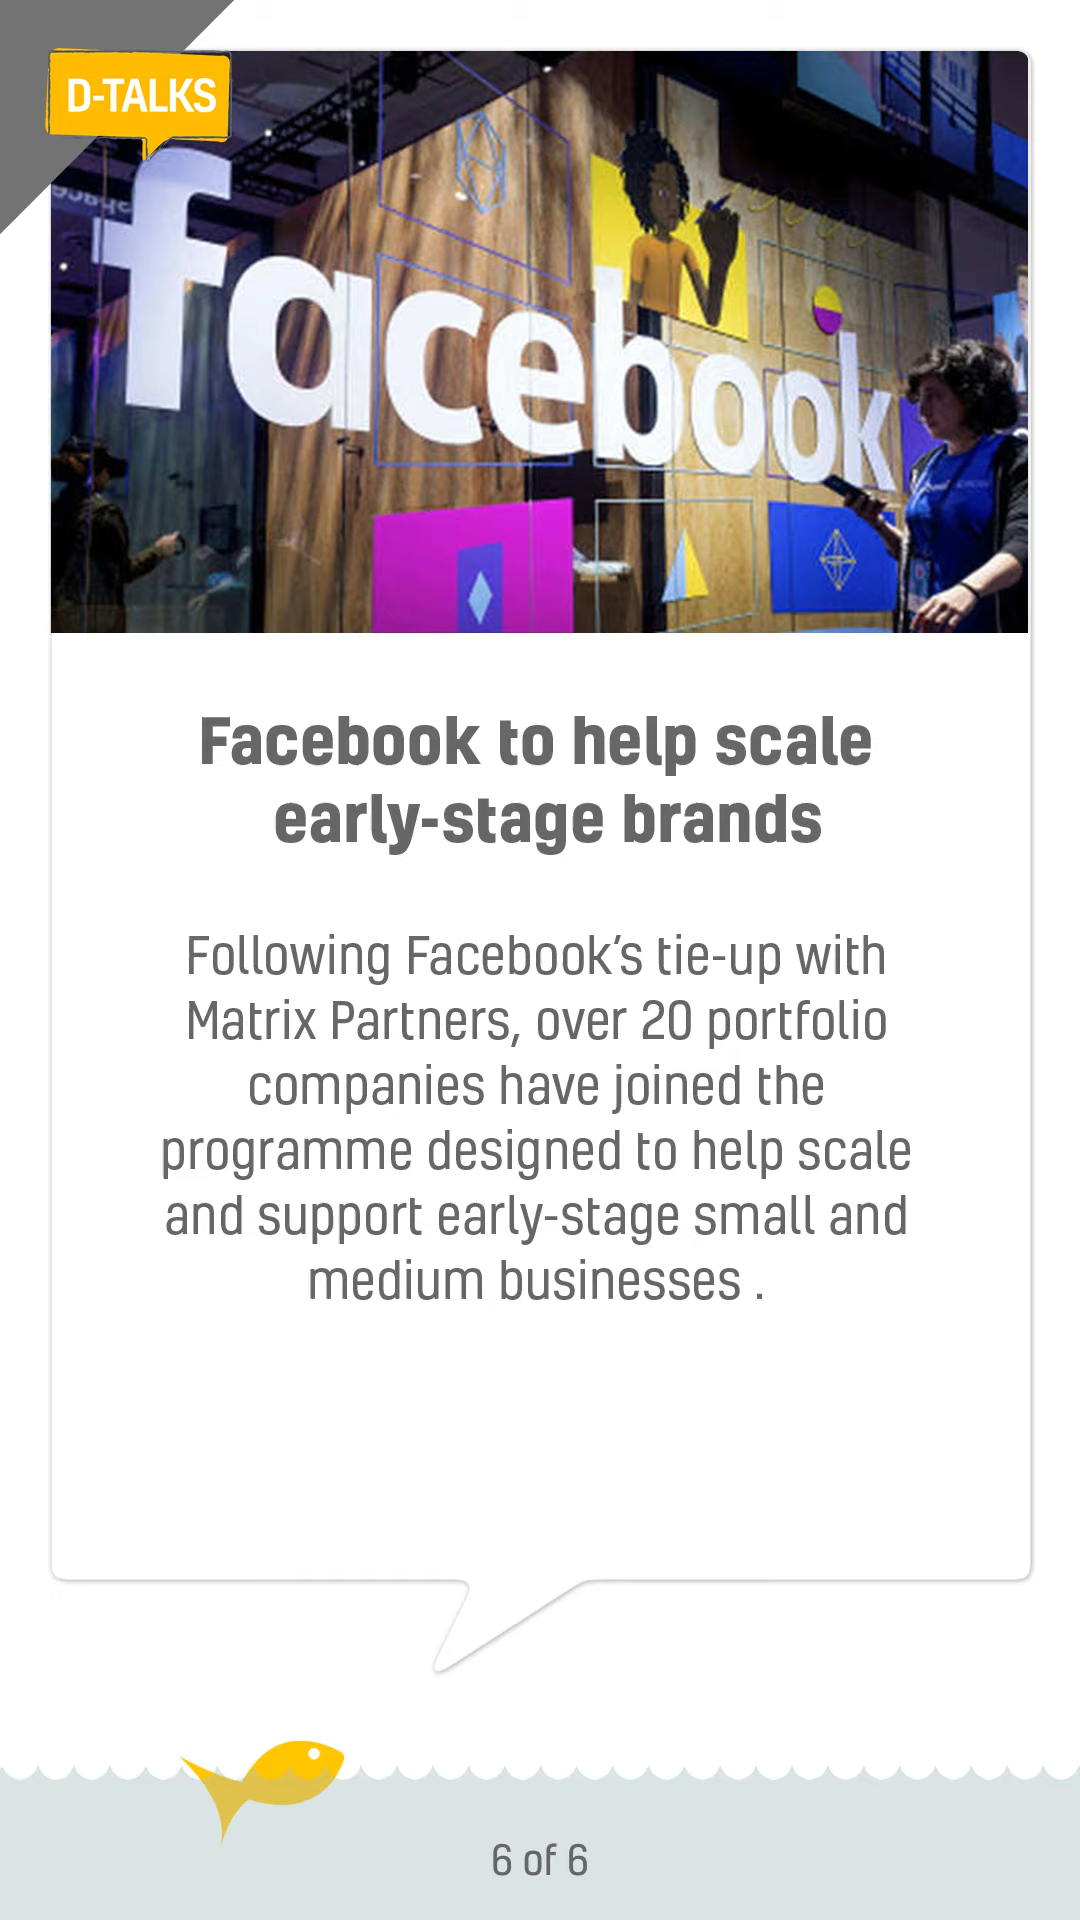 D-TALKS
facebook
Facebook to help scale
early-stage brands
Following Facebook’s tie-up with
Matrix Partners, over 20 portfolio
companies have joined the
programme designed to help scale
and support early-stage small and
medium businesses .
6 of 6